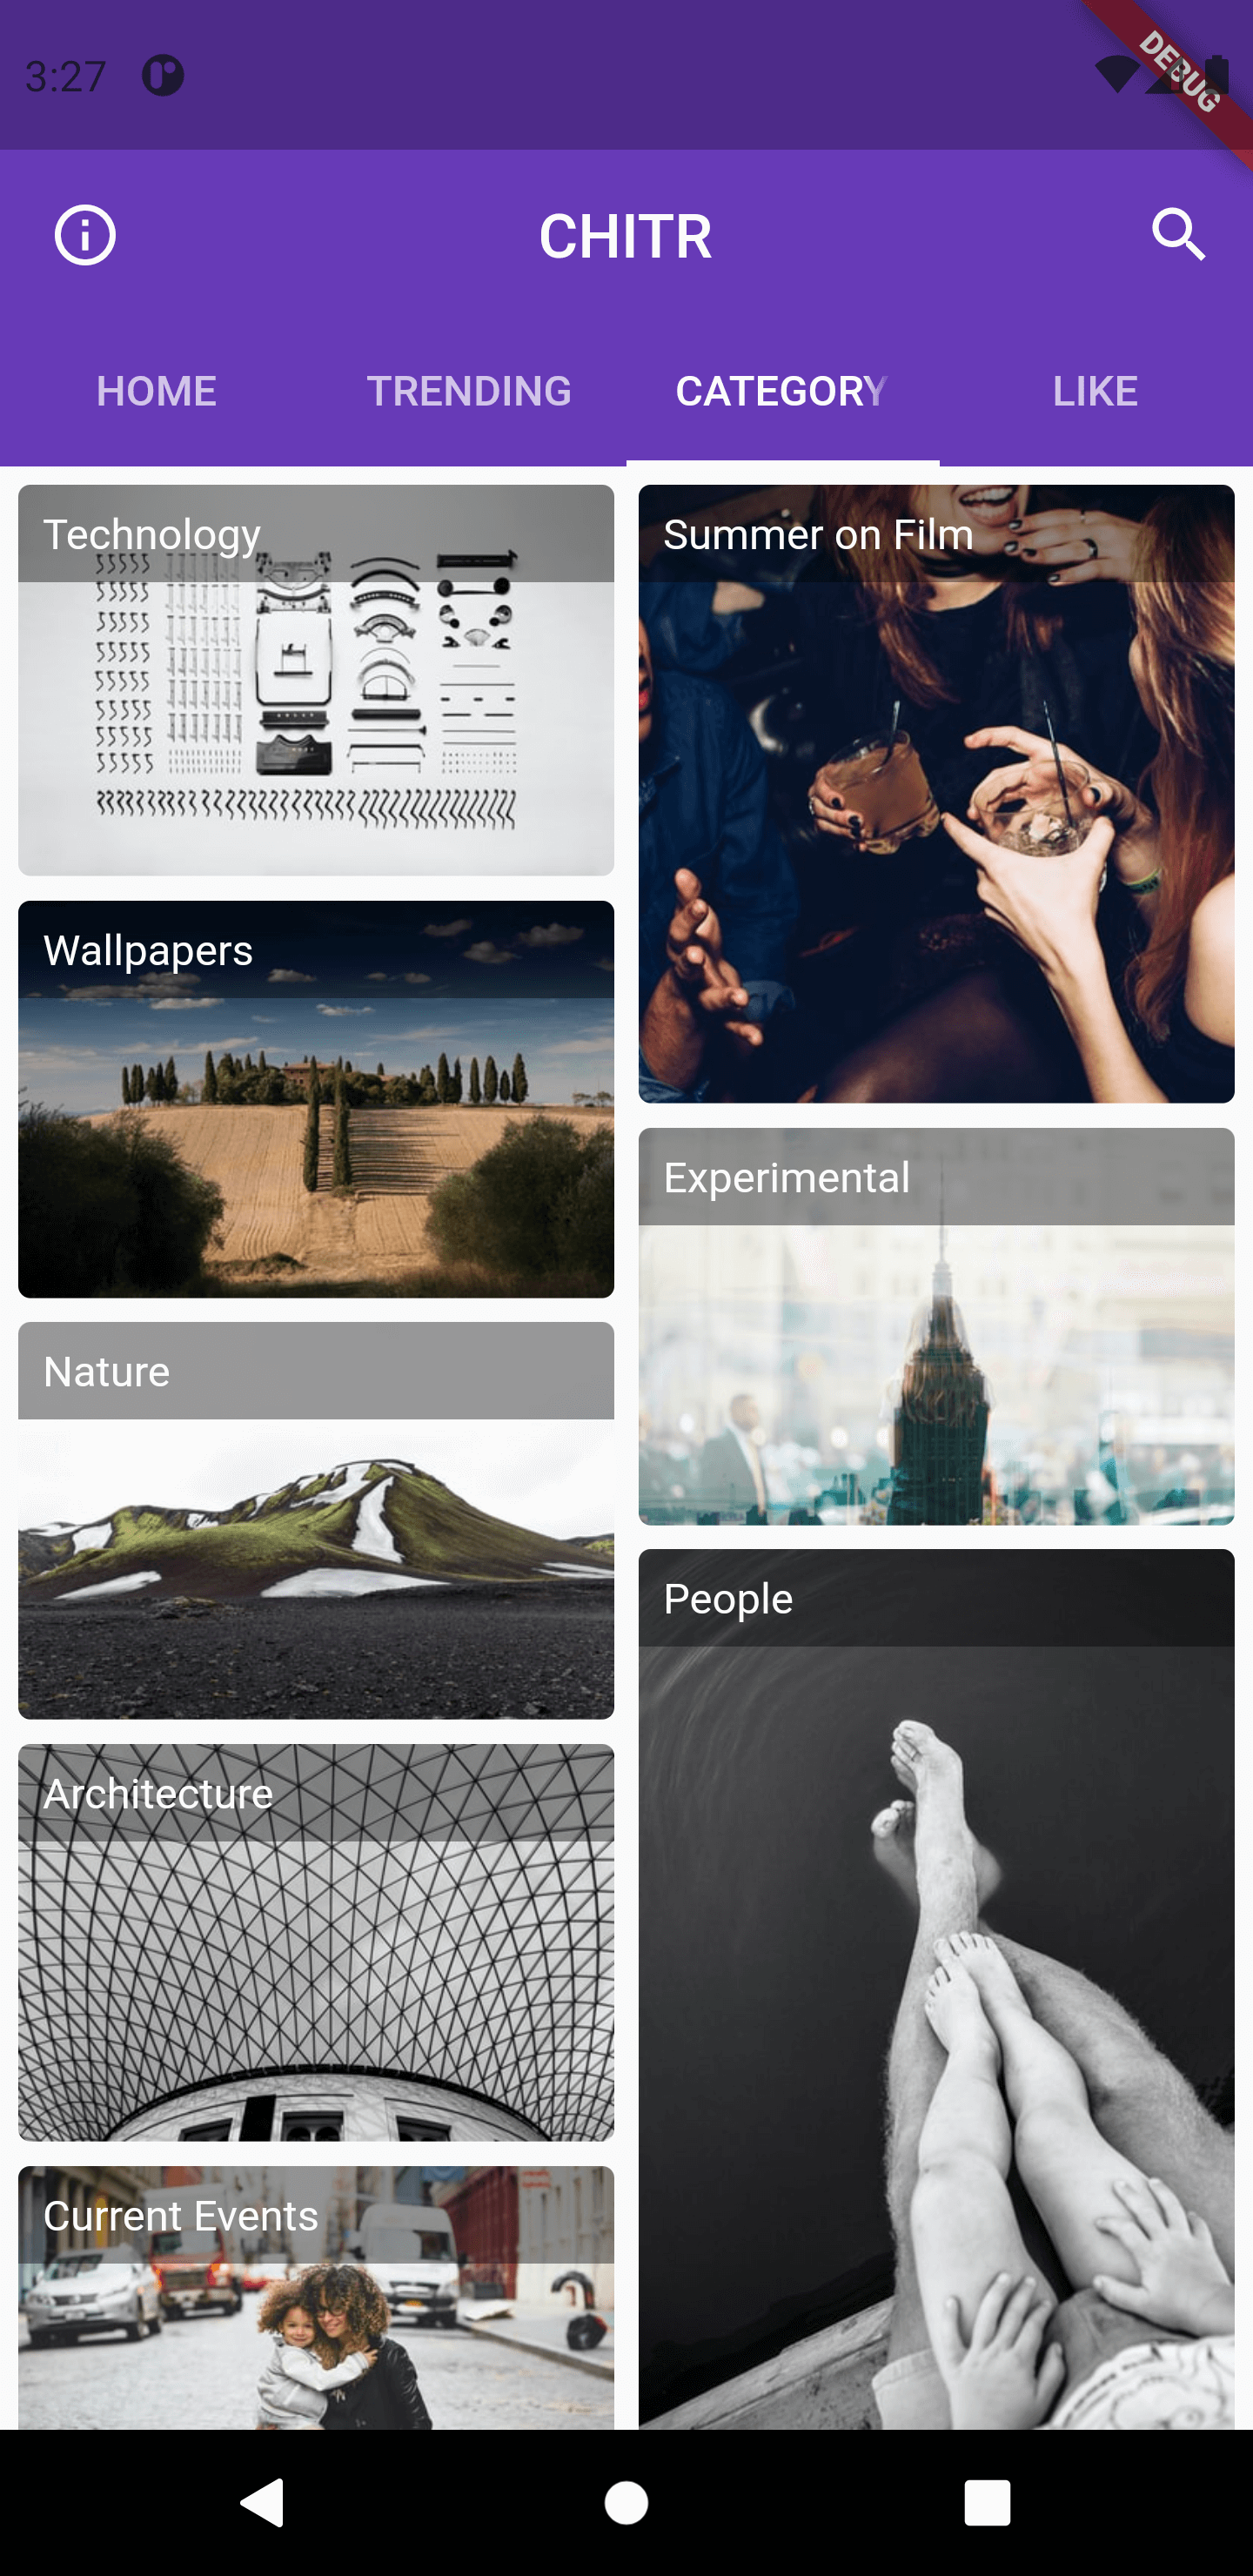 3:27
DEBUG
CHITR
HOME TRENDING CATEGORY LIKE
Technology
Summer on Film
Wallpapers
Experimental
Nature
People
Architecture
Current Events